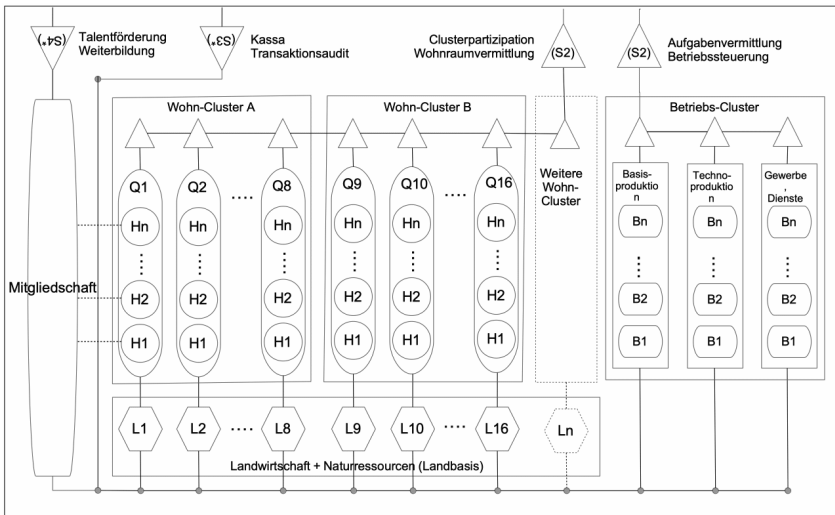 (S4*)
Talentförderung
Weiterbildung
(S3*)
Kassa
Transaktionsaudit
Clusterpartizipation
Wohnraumvermittlung
(S2)
(S2)
Aufgabenvermittlung
Betriebssteuerung
Wohn-Cluster A
Wohn-Cluster B
Betriebs-Cluster
Q1
Q2
....
Q8
Q9
Q10
....
Q16
Weitere
Wohn-
Cluster
Basis-
produktio
n
Techno-
produktio
n
Gewerbe
,
Dienste
Hn
Hn
Hn
Hn
Hn
Hn
Bn
Bn
Bn
Mitgliedschaft
H2
H2
H2
H2
H2
H2
B2
B2
B2
H1
H1
H1
H1
H1
H1
B1
B1
B1
L1
L2
....
L8
L9
L10
....
L16
Ln
Landwirtschaft + Naturressourcen (Landbasis)